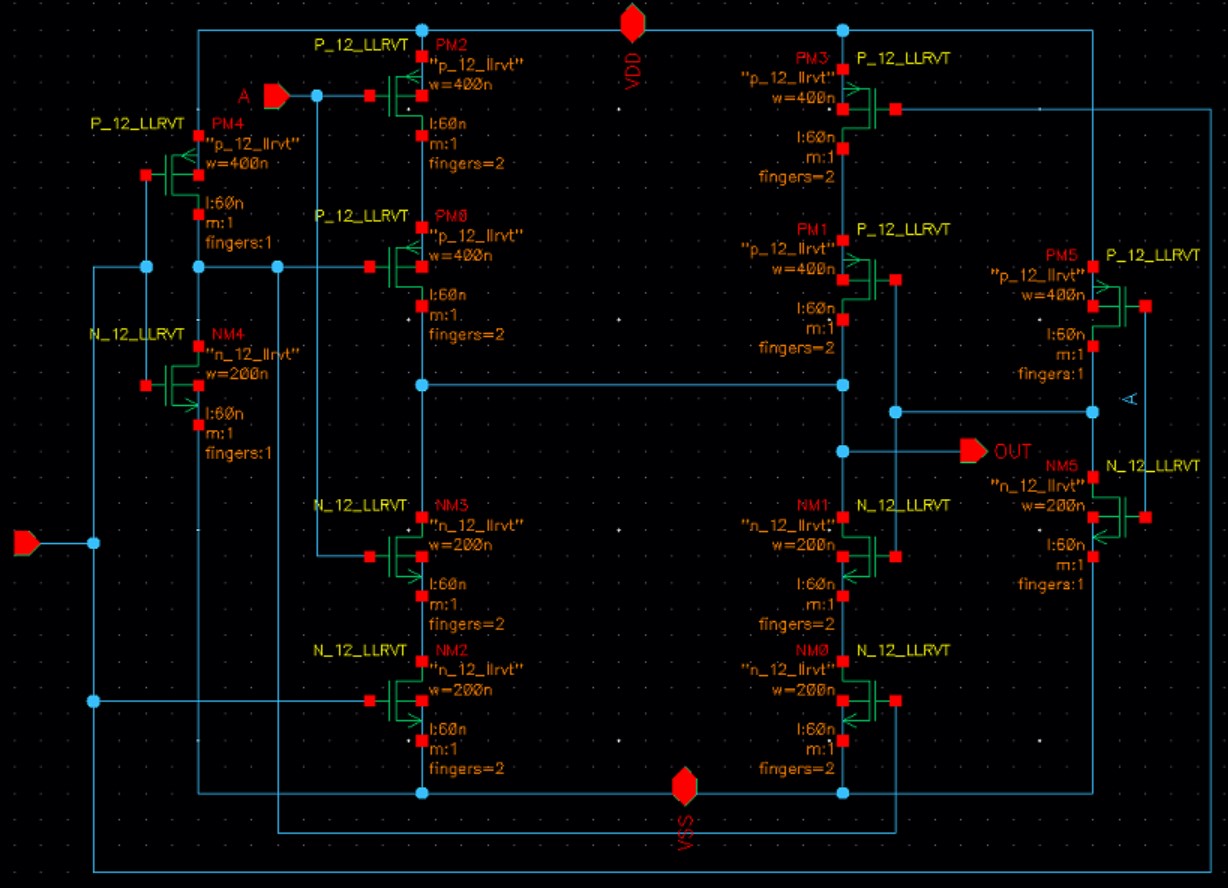 VDD
P_12_LLRVT
PM2
"p_12_llrvt"
w=400n
l:60n
m:1
fingers=2
PM3
P_12_LLRVT
"p_12_llrvt"
w=400n
l:60n
m:1
fingers=2
A
P_12_LLRVT
PM4
"p_12_llrvt"
w=400n
l:60n
m:1
fingers:1
P_12_LLRVT
PM0
"p_12_llrvt"
w=400n
l:60n
m:1
fingers=2
PM1
P_12_LLRVT
"p_12_llrvt"
w=400n
l:60n
m:1
fingers=2
PM5
P_12_LLRVT
"p_12_llrvt"
w=400n
l:60n
m:1
fingers:1
N_12_LLRVT
NM4
"n_12_llrvt"
w=200n
l:60n
m:1
fingers:1
A
OUT
N_12_LLRVT
NM3
"n_12_llrvt"
w=200n
l:60n
m:1
fingers=2
NM1
N_12_LLRVT
"n_12_llrvt"
w=200n
l:60n
m:1
fingers=2
NM5
N_12_LLRVT
"n_12_llrvt"
w=200n
l:60n
m:1
fingers:1
N_12_LLRVT
NM2
"n_12_llrvt"
w=200n
l:60n
m:1
fingers=2
NM0
N_12_LLRVT
"n_12_llrvt"
w=200n
l:60n
m:1
fingers=2
VSS